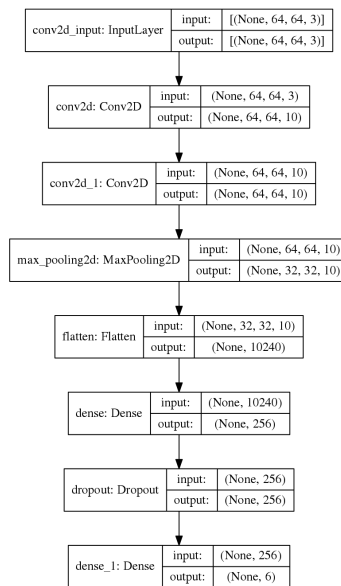 conv2d_input: InputLayer
input: [(None, 64, 64, 3)]
output: [(None, 64, 64, 3)]
conv2d: Conv2D
input: (None, 64, 64, 3)
output: (None, 64, 64, 10)
conv2d_1: Conv2D
input: (None, 64, 64, 10)
output: (None, 64, 64, 10)
max_pooling2d: MaxPooling2D
input: (None, 64, 64, 10)
output: (None, 32, 32, 10)
flatten: Flatten
input: (None, 32, 32, 10)
output: (None, 10240)
dense: Dense
input: (None, 10240)
output: (None, 256)
dropout: Dropout
input: (None, 256)
output: (None, 256)
dense_1: Dense
input: (None, 256)
output: (None, 6)